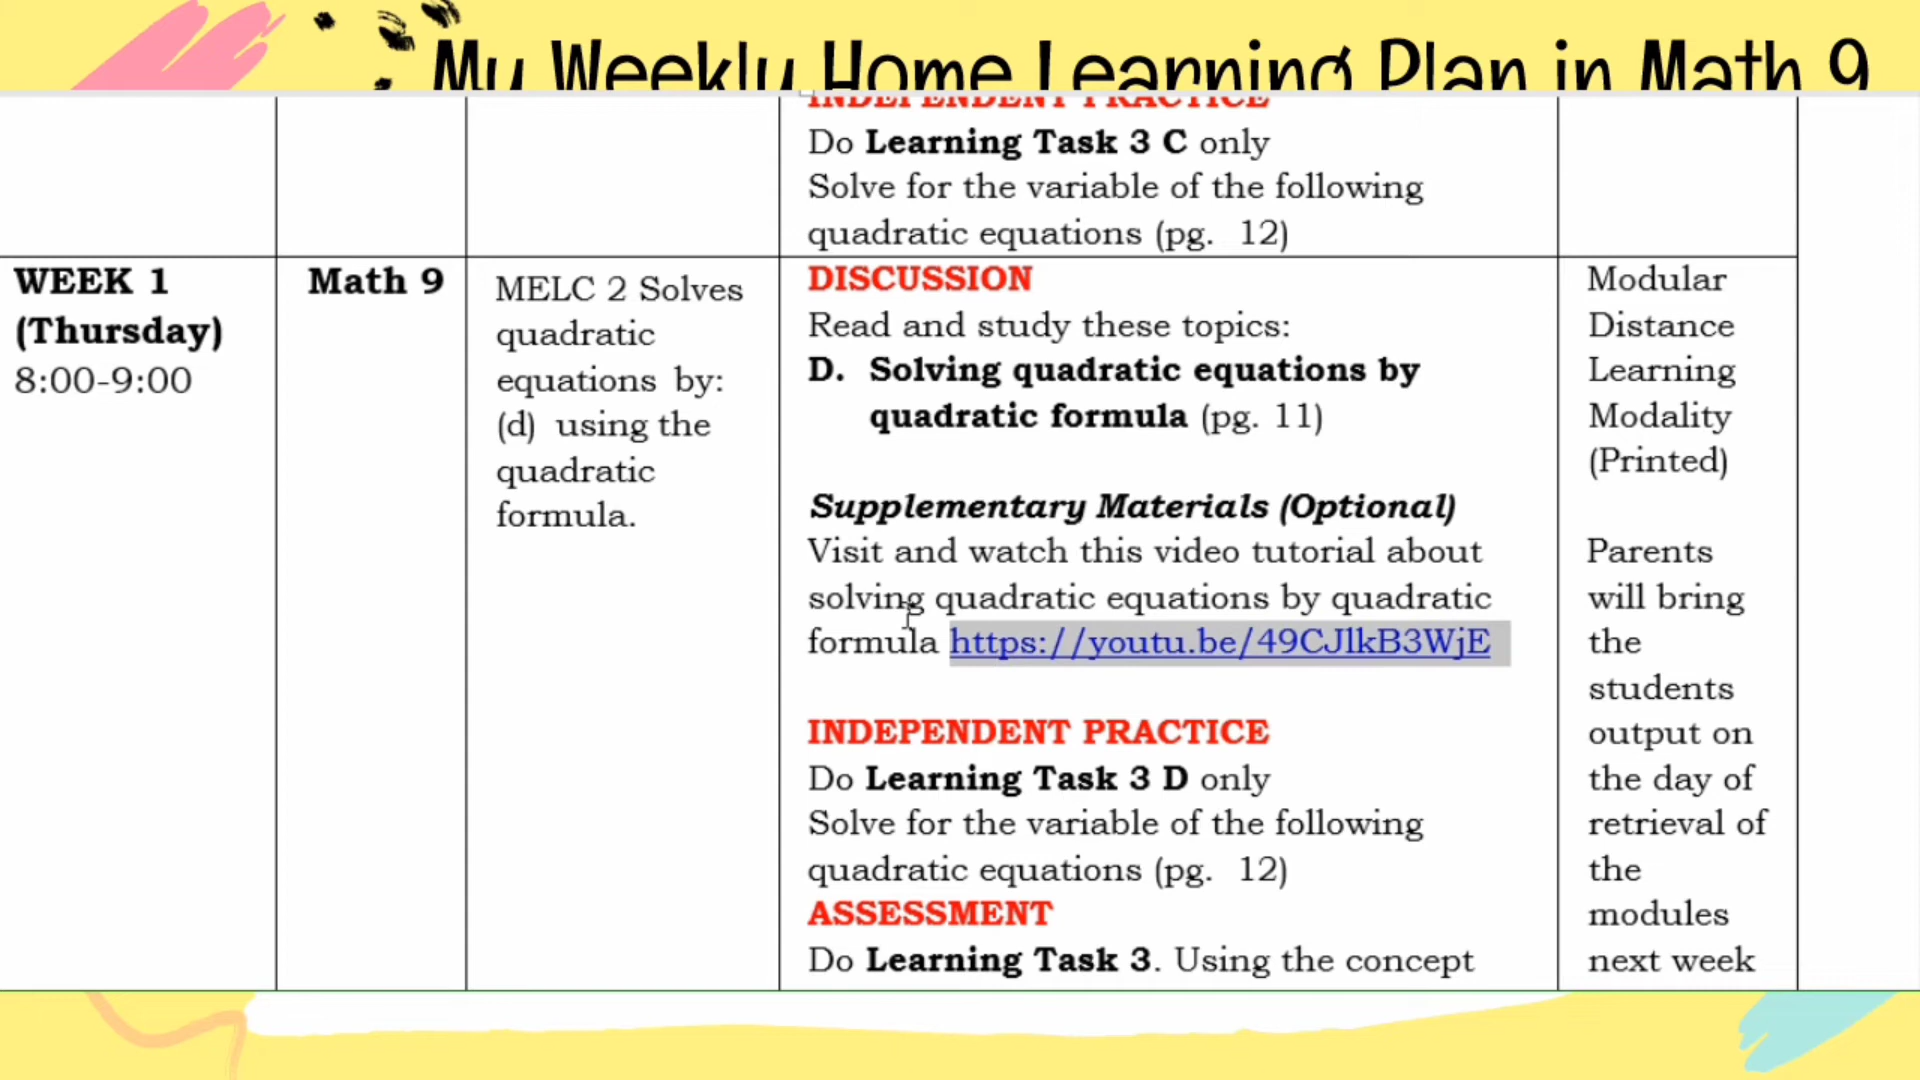 My Weekly Home Learning Plan in Math 9
INDEPENDENT PRACTICE
Do Learning Task 3 C only
Solve for the variable of the following
quadratic equations (pg. 12)
WEEK 1
(Thursday)
8:00-9:00
Math 9
MELC 2 Solves
quadratic
equations by:
(d) using the
quadratic
formula.
DISCUSSION
Read and study these topics:
D. Solving quadratic equations by
quadratic formula (pg. 11)
Supplementary Materials (Optional)
Visit and watch this video tutorial about
solving quadratic equations by quadratic
formula https://youtu.be/49CJlkB3WjE
INDEPENDENT PRACTICE
Do Learning Task 3 D only
Solve for the variable of the following
quadratic equations (pg. 12)
ASSESSMENT
Do Learning Task 3. Using the concept
Modular
Distance
Learning
Modality
(Printed)
Parents
will bring
the
students
output on
the day of
retrieval of
the
modules
next week